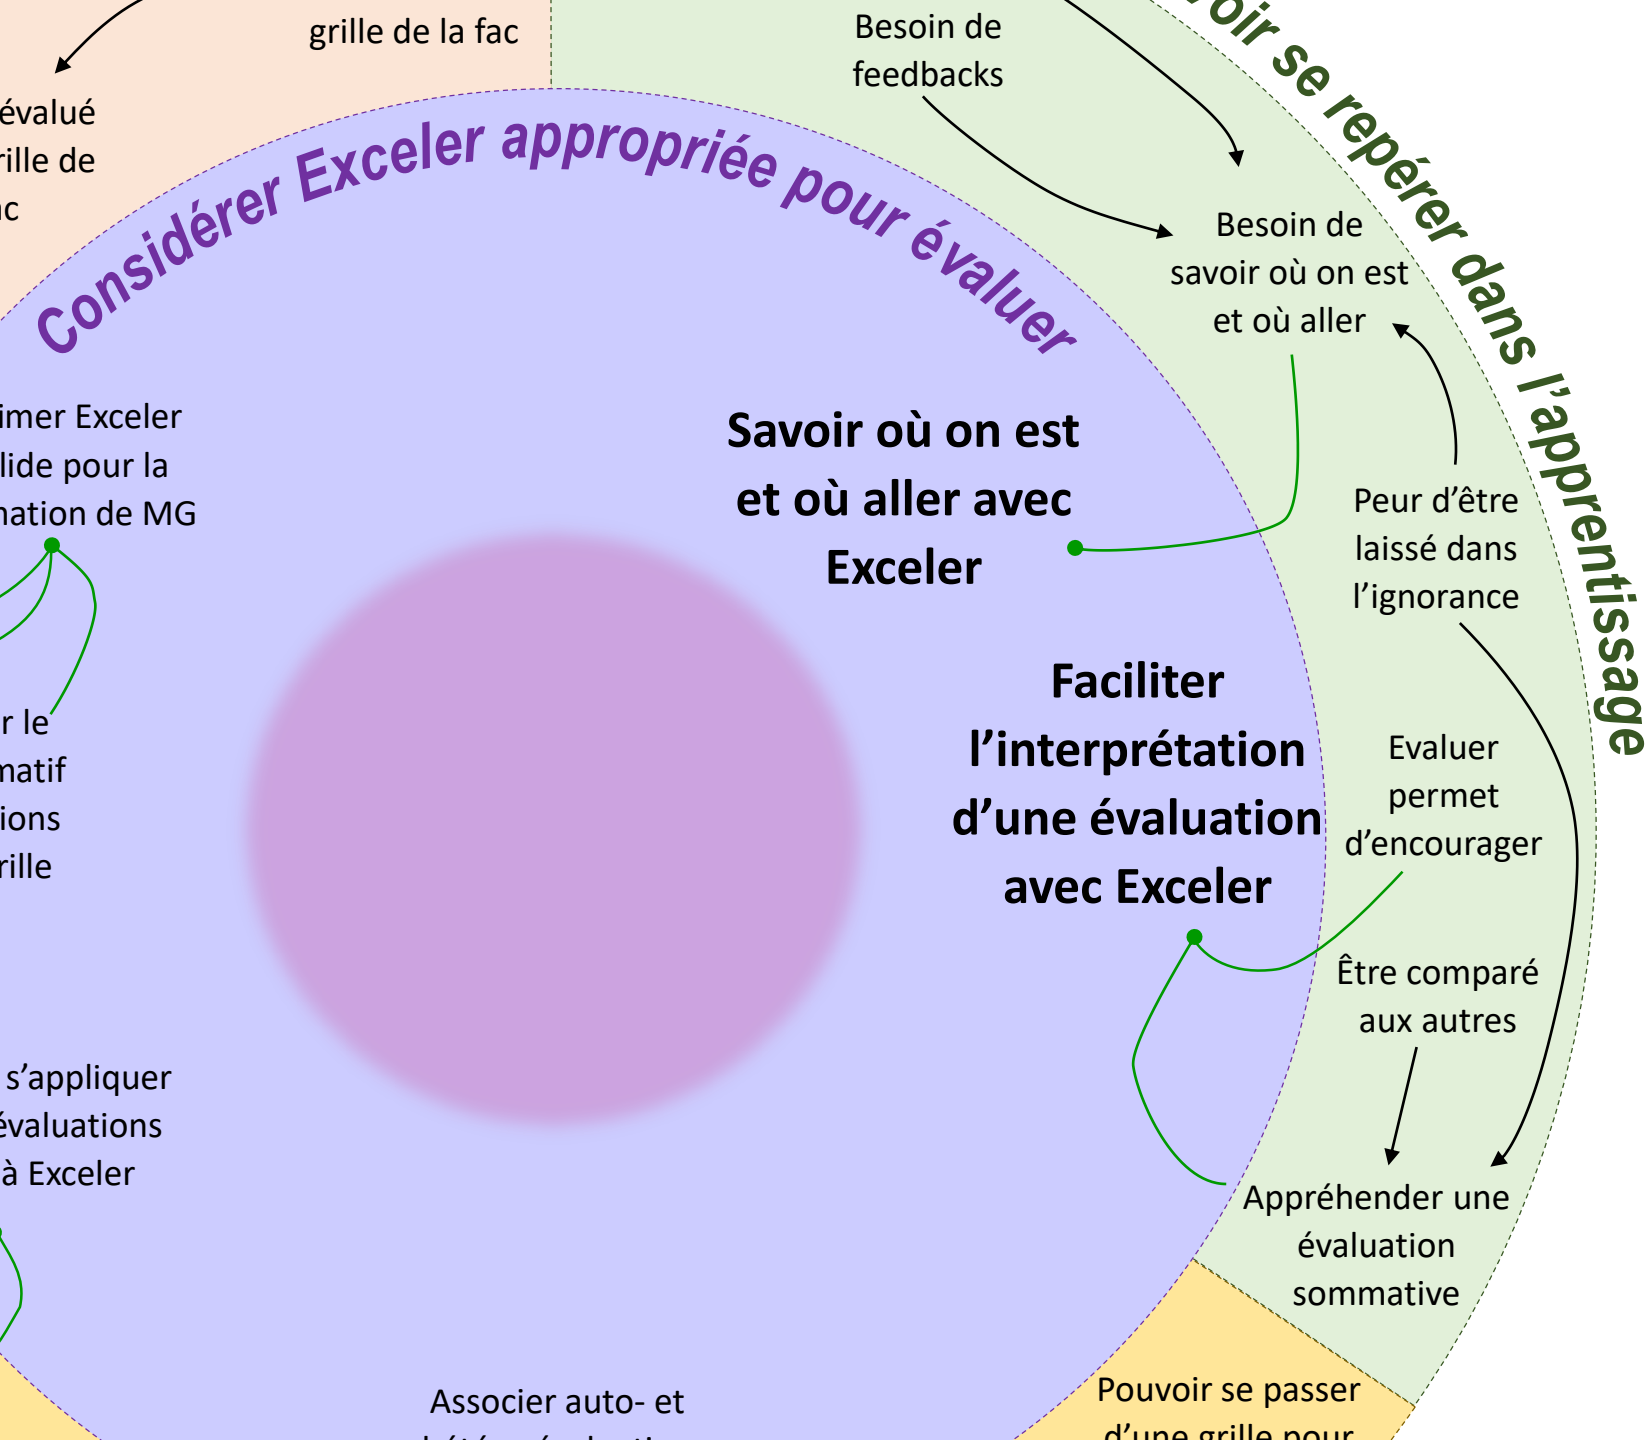 grille de la fac
évalué
rille de
Besoin de
feedbacks
voir se repérer dans l’apprentissage
Considérer Exceler appropriée pour évaluer
Besoin de
savoir où on est
et où aller
imer Exceler
lide pour la
nation de MG
Savoir où on est
et où aller avec
Exceler
Peur d’être
laissé dans
l’ignorance
r le
matif
ions
rille
Faciliter
l’interprétation
d’une évaluation
avec Exceler
Evaluer
permet
d’encourager
Être comparé
aux autres
s’appliquer
évaluations
à Exceler
Appréhender une
évaluation
sommative
Associer auto- et
Pouvoir se passer
d’une grille pour